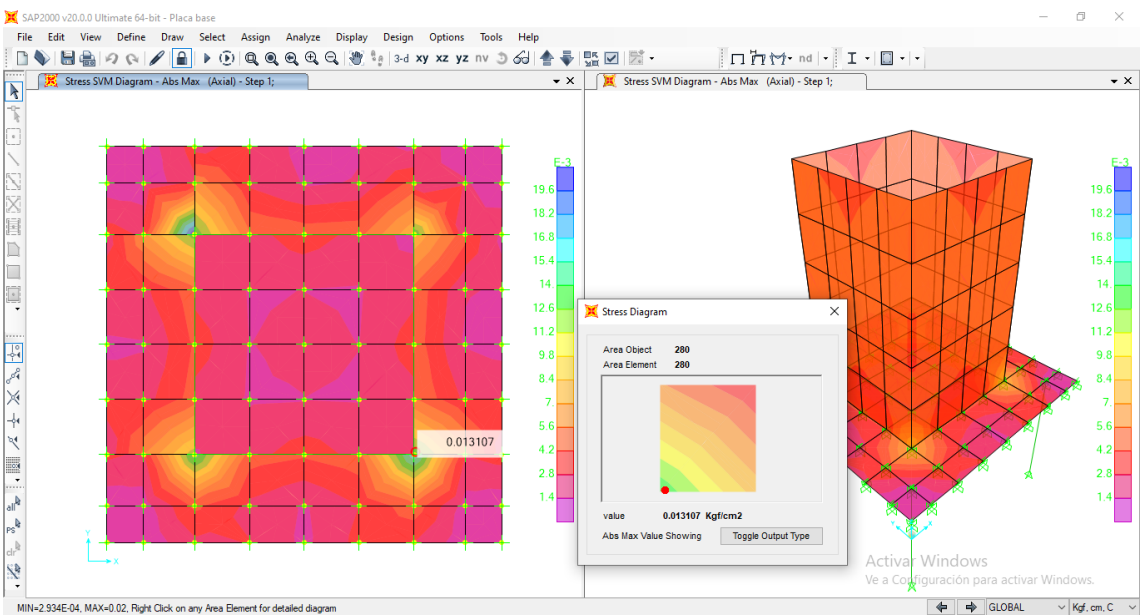 SAP2000 v20.0.0 Ultimate 64-bit - Placa base
File Edit View Define Draw Select Assign Analyze Display Design Options Tools Help
3-d xy xz yz nv nd
Stress SVM Diagram - Abs Max (Axial) - Step 1;
Stress SVM Diagram - Abs Max (Axial) - Step 1;
E-3
19.6
18.2
16.8
15.4
14.
12.6
11.2
9.8
8.4
7.
5.6
4.2
2.8
1.4
0.013107
Y
X
all
PS
clr
Stress Diagram
Area Object 280
Area Element 280
value 0.013107 Kgf/cm2
Abs Max Value Showing Toggle Output Type
E-3
19.6
18.2
16.8
15.4
14.
12.6
11.2
9.8
8.4
7.
5.6
4.2
2.8
1.4
Activar Windows
Ve a Configuración para activar Windows.
MIN=2.934E-04, MAX=0.02, Right Click on any Area Element for detailed diagram
GLOBAL
Kgf, cm, C